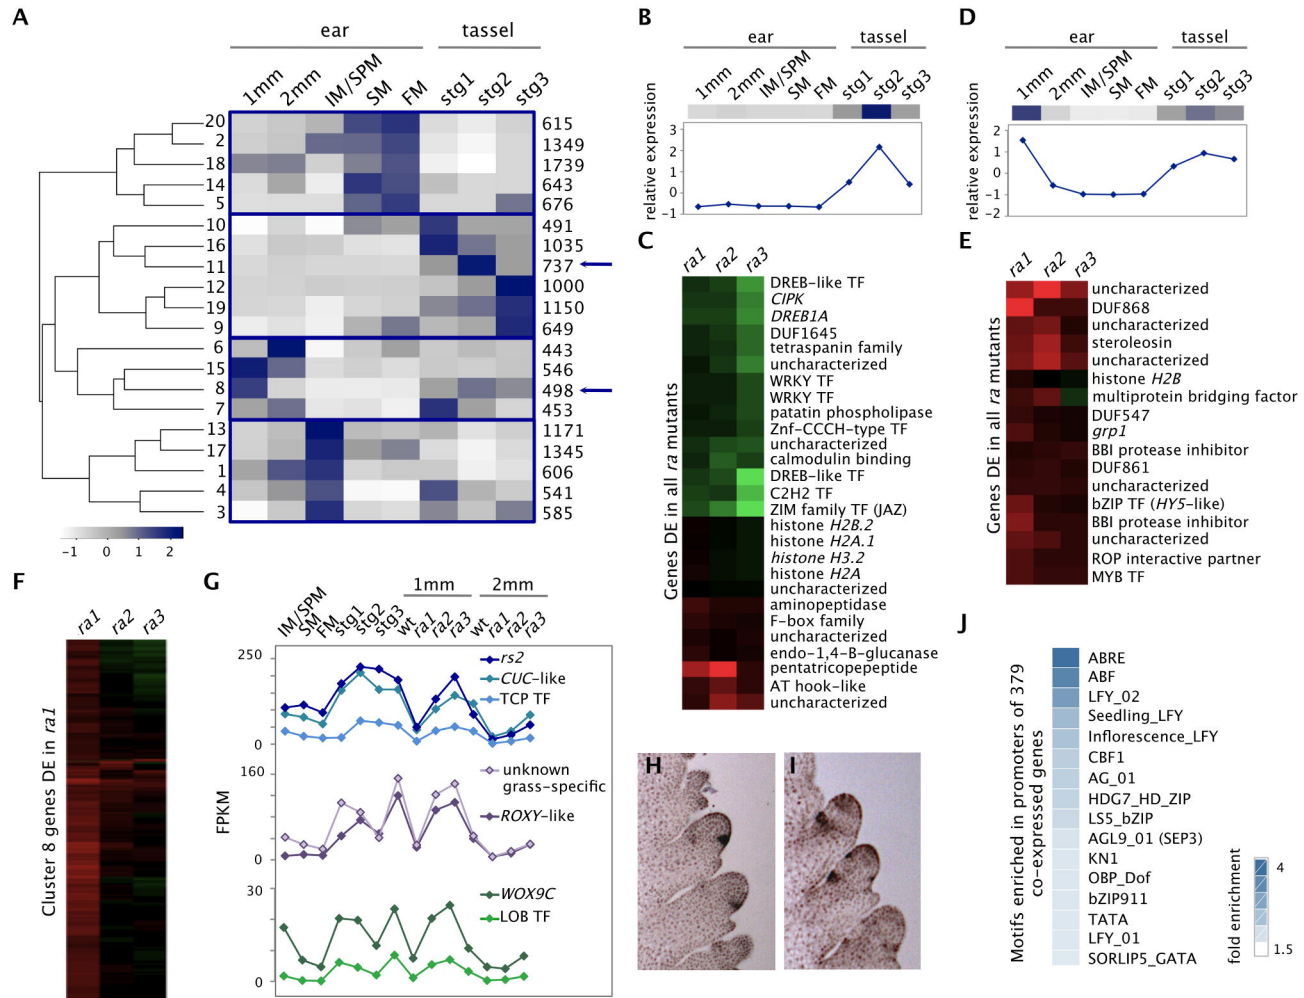 A
ear
tassel
1mm
2mm
IM/SPM
SM
FM
stg1
stg2
stg3
20
2
18
14
5
10
16
11
12
19
9
6
15
8
7
13
17
1
4
3
615
1349
1739
643
676
491
1035
737
1000
1150
649
443
546
498
453
1171
1345
606
541
585
-1 0 1 2
B
ear
tassel
1mm
2mm
IM/SPM
SM
FM
stg1
stg2
stg3
relative expression
3
2
1
0
-1
C
ra1
ra2
ra3
Genes DE in all ra mutants
DREB-like TF
CIPK
DREB1A
DUF1645
tetraspanin family
uncharacterized
WRKY TF
WRKY TF
patatin phospholipase
Znf-CCCH-type TF
uncharacterized
calmodulin binding
DREB-like TF
C2H2 TF
ZIM family TF (JAZ)
histone H2B.2
histone H2A.1
histone H3.2
histone H2A
uncharacterized
aminopeptidase
F-box family
uncharacterized
endo-1,4-B-glucanase
pentatricopeptide
AT hook-like
uncharacterized
D
ear
tassel
1mm
2mm
IM/SPM
SM
FM
stg1
stg2
stg3
relative expression
2
1
0
-1
-2
E
ra1
ra2
ra3
Genes DE in all ra mutants
uncharacterized
DUF868
uncharacterized
steroleosin
uncharacterized
histone H2B
multiprotein bridging factor
DUF547
grp1
BBI protease inhibitor
DUF861
uncharacterized
bZIP TF (HY5-like)
BBI protease inhibitor
uncharacterized
ROP interactive partner
MYB TF
F
ra1
ra2
ra3
Cluster 8 genes DE in ra1
G
1mm
2mm
IM/SPM
SM
FM
stg1
stg2
stg3
wt
ra1
ra2
ra3
wt
ra1
ra2
ra3
FPKM
250
0
rs2
CUC-like
TCP TF
160
0
unknown
grass-specific
ROXY-like
30
0
WOX9C
LOB TF
H
I
J
Motifs enriched in promoters of 379
co-expressed genes
ABRE
ABF
LFY_02
Seedling_LFY
Inflorescence_LFY
CBF1
AG_01
HDG7_HD_ZIP
LS5_bZIP
AGL9_01 (SEP3)
KN1
OBP_Dof
bZIP911
TATA
LFY_01
SORLIP5_GATA
fold enrichment
4
1.5